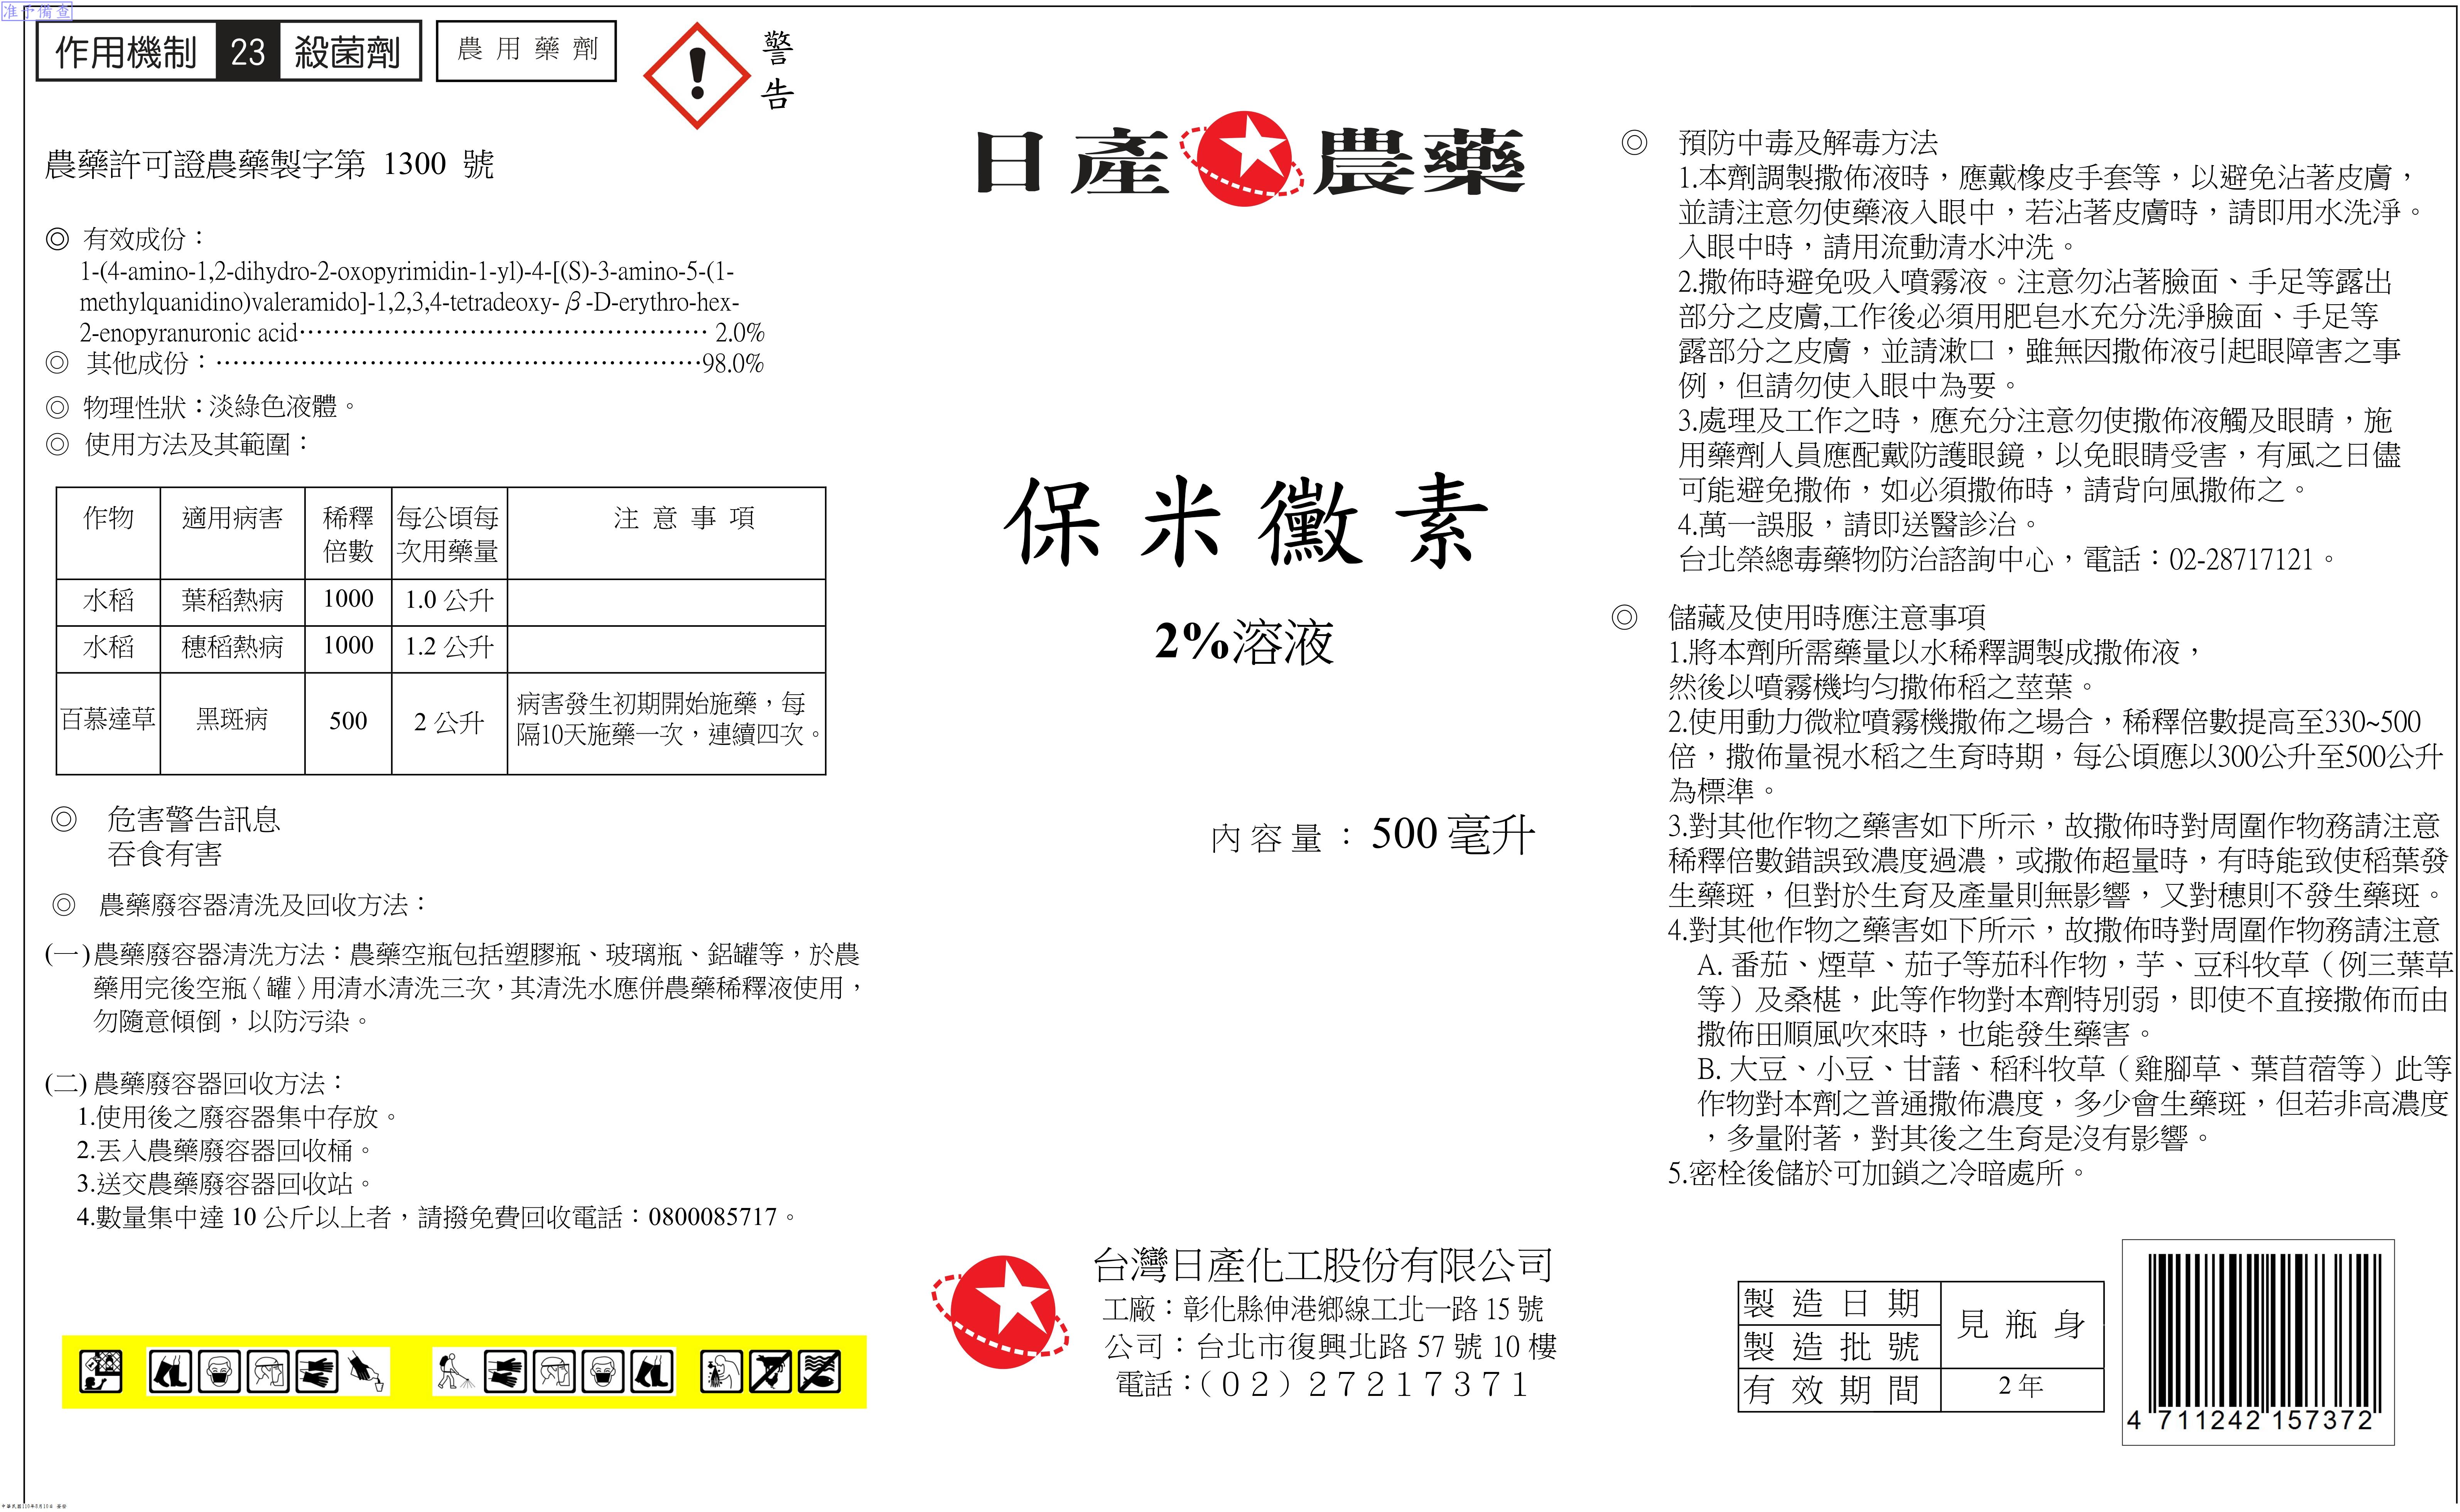 准予備查
作用機制 23 殺菌劑
農用藥劑
警告
農藥許可證農藥製字第 1300 號
◎ 有效成份：
1-(4-amino-1,2-dihydro-2-oxopyrimidin-1-yl)-4-[(S)-3-amino-5-(1-
methylquanidino)valeramido]-1,2,3,4-tetradeoxy-β-D-erythro-hex-
2-enopyranuronic acid……………………………………………… 2.0%
◎ 其他成份：………………………………………………………98.0%
◎ 物理性狀：淡綠色液體。
◎ 使用方法及其範圍：
作物 適用病害 稀釋倍數 每公頃每次用藥量 注意事項
水稻 葉稻熱病 1000 1.0 公升
水稻 穗稻熱病 1000 1.2 公升
百慕達草 黑斑病 500 2 公升 病害發生初期開始施藥，每
隔10天施藥一次，連續四次。
◎ 危害警告訊息
吞食有害
◎ 農藥廢容器清洗及回收方法：
(一)農藥廢容器清洗方法：農藥空瓶包括塑膠瓶、玻璃瓶、鋁罐等，於農
藥用完後空瓶〈罐〉用清水清洗三次，其清洗水應併農藥稀釋液使用，
勿隨意傾倒，以防污染。
(二)農藥廢容器回收方法：
1.使用後之廢容器集中存放。
2.丟入農藥廢容器回收桶。
3.送交農藥廢容器回收站。
4.數量集中達 10 公斤以上者，請撥免費回收電話：0800085717。
日產農藥
保米黴素
2%溶液
內容量：500 毫升
台灣日產化工股份有限公司
工廠：彰化縣伸港鄉線工北一路 15 號
公司：台北市復興北路 57 號 10 樓
電話：（０２）２７２１７３７１
◎ 預防中毒及解毒方法
1.本劑調製撒佈液時，應戴橡皮手套等，以避免沾著皮膚，
並請注意勿使藥液入眼中，若沾著皮膚時，請即用水洗淨。
入眼中時，請用流動清水沖洗。
2.撒佈時避免吸入噴霧液。注意勿沾著臉面、手足等露出
部分之皮膚,工作後必須用肥皂水充分洗淨臉面、手足等
露部分之皮膚，並請漱口，雖無因撒佈液引起眼障害之事
例，但請勿使入眼中為要。
3.處理及工作之時，應充分注意勿使撒佈液觸及眼睛，施
用藥劑人員應配戴防護眼鏡，以免眼睛受害，有風之日儘
可能避免撒佈，如必須撒佈時，請背向風撒佈之。
4.萬一誤服，請即送醫診治。
台北榮總毒藥物防治諮詢中心，電話：02-28717121。
◎ 儲藏及使用時應注意事項
1.將本劑所需藥量以水稀釋調製成撒佈液，
然後以噴霧機均勻撒佈稻之莖葉。
2.使用動力微粒噴霧機撒佈之場合，稀釋倍數提高至330~500
倍，撒佈量視水稻之生育時期，每公頃應以300公升至500公升
為標準。
3.對其他作物之藥害如下所示，故撒佈時對周圍作物務請注意
稀釋倍數錯誤致濃度過濃，或撒佈超量時，有時能致使稻葉發
生藥斑，但對於生育及產量則無影響，又對穗則不發生藥斑。
4.對其他作物之藥害如下所示，故撒佈時對周圍作物務請注意
A. 番茄、煙草、茄子等茄科作物，芋、豆科牧草（例三葉草
等）及桑椹，此等作物對本劑特別弱，即使不直接撒佈而由
撒佈田順風吹來時，也能發生藥害。
B. 大豆、小豆、甘藷、稻科牧草（雞腳草、葉苜蓿等）此等
作物對本劑之普通撒佈濃度，多少會生藥斑，但若非高濃度
，多量附著，對其後之生育是沒有影響。
5.密栓後儲於可加鎖之冷暗處所。
製造日期 見瓶身
製造批號
有效期間 2 年
4 711242 157372